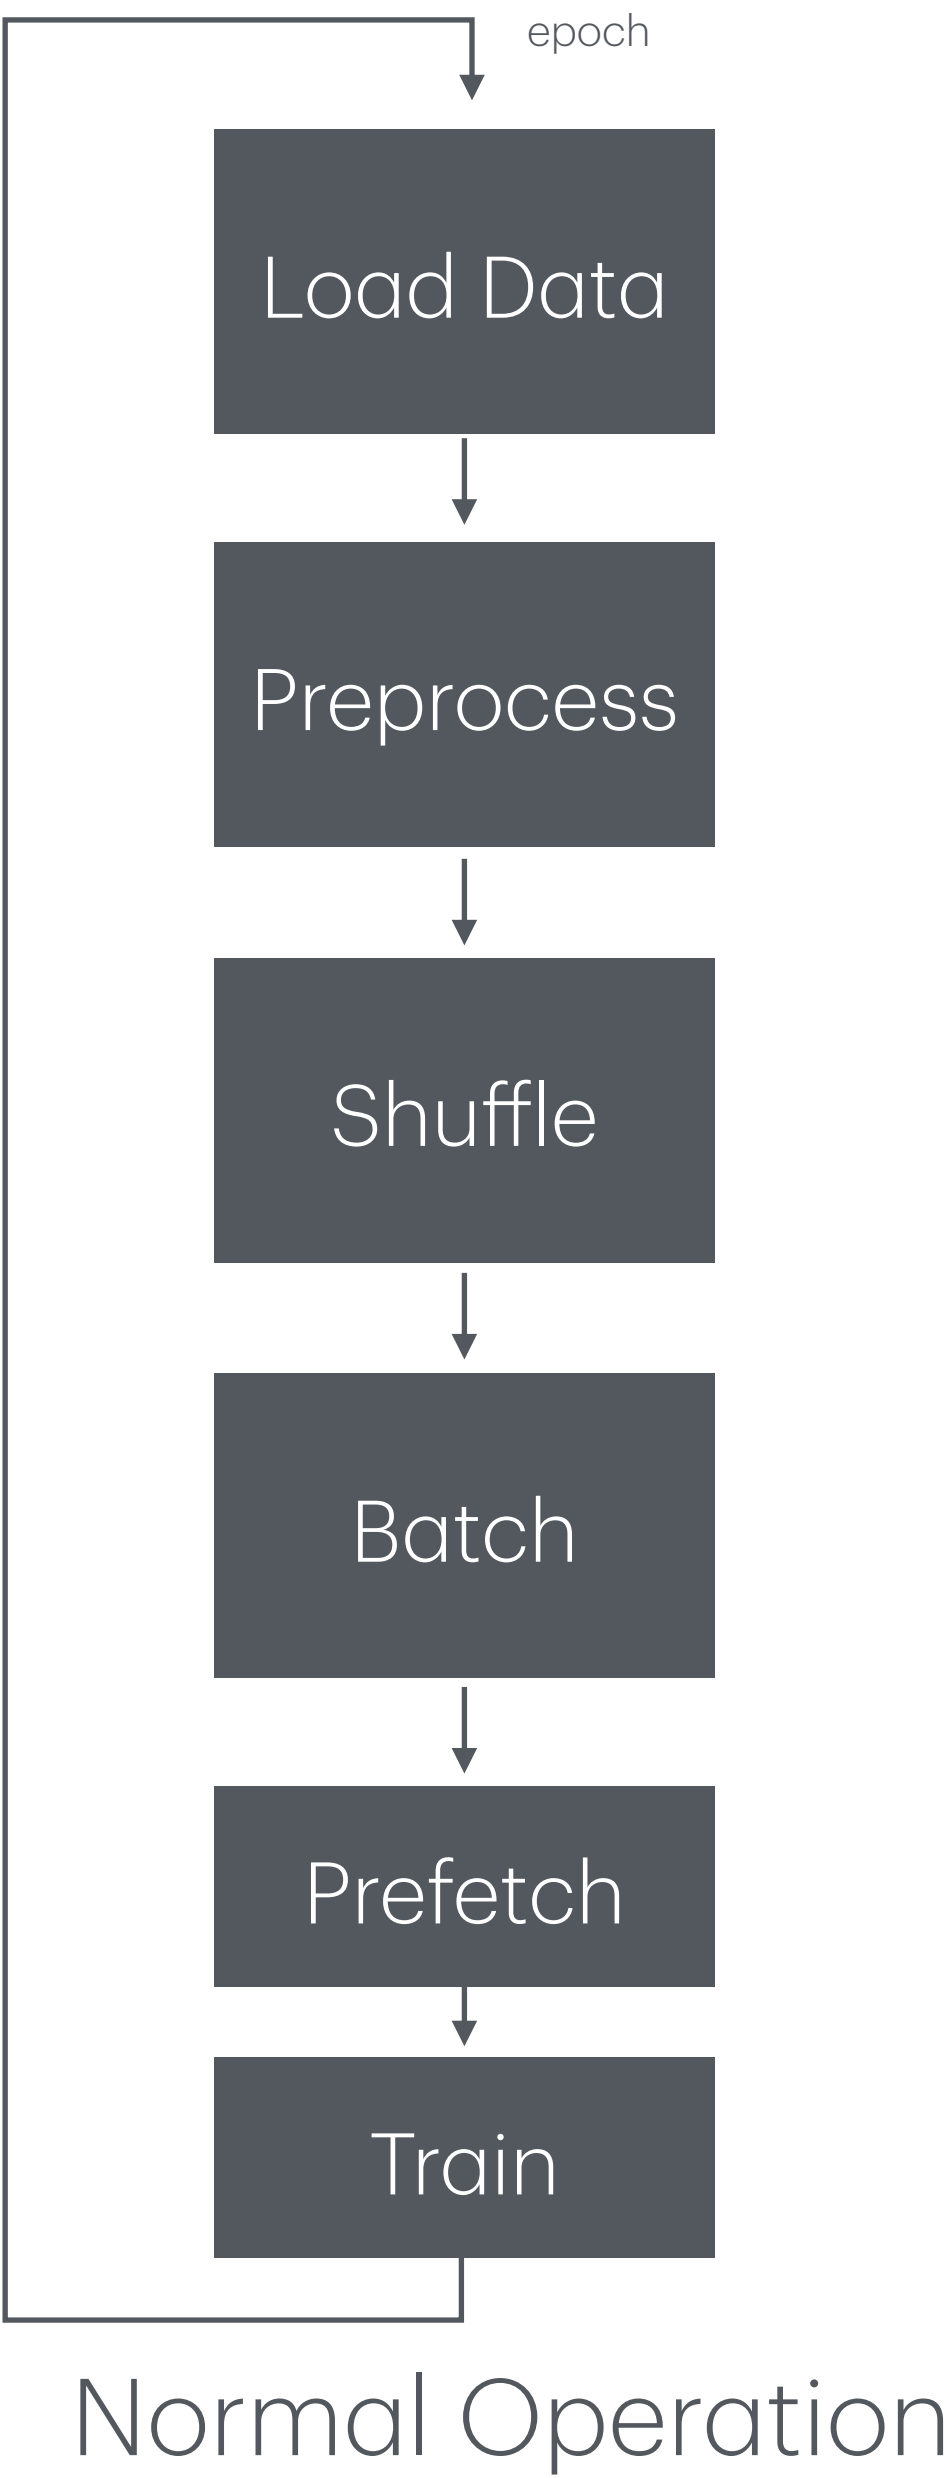 epoch
Load Data
Preprocess
Shuffle
Batch
Prefetch
Train
Normal Operation